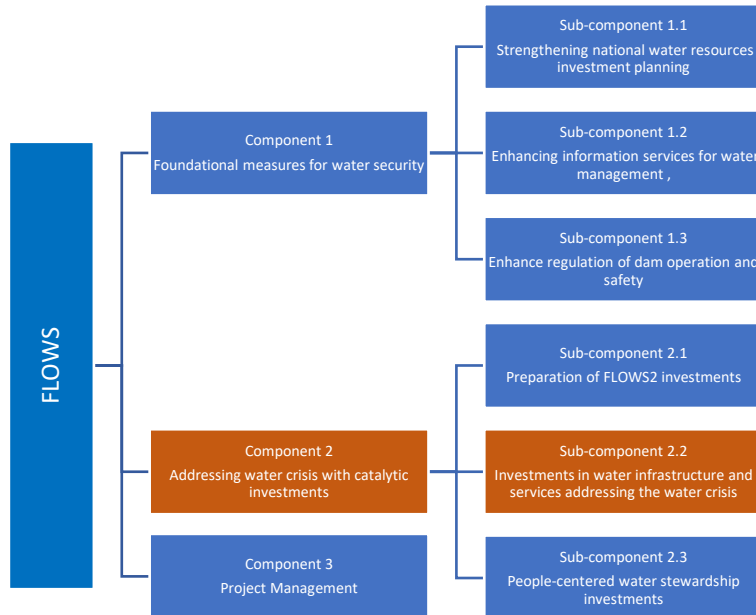 FLOWS
Component 1
Foundational measures for water security
Sub-component 1.1
Strengthening national water resources
investment planning
Sub-component 1.2
Enhancing information services for water
management ,
Sub-component 1.3
Enhance regulation of dam operation and
safety
Component 2
Addressing water crisis with catalytic
investments
Sub-component 2.1
Preparation of FLOWS2 investments
Sub-component 2.2
Investments in water infrastructure and
services addressing the water crisis
Sub-component 2.3
People-centered water stewardship
investments
Component 3
Project Management